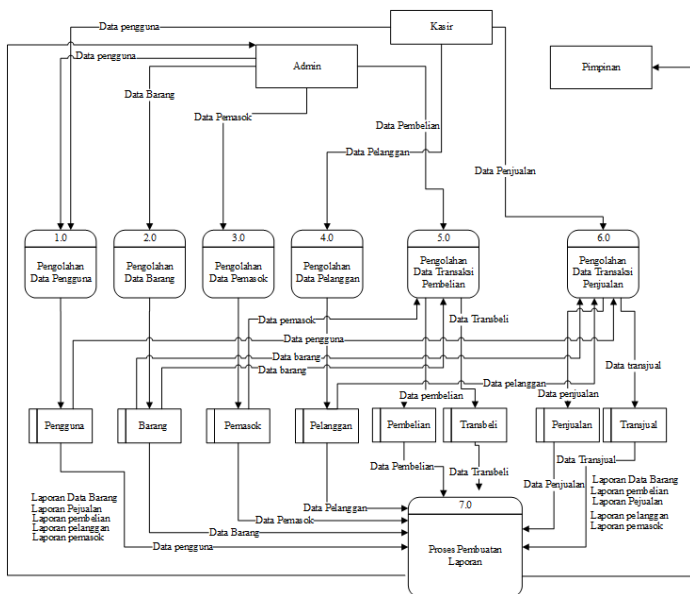 Data pengguna
Kasir
Data pengguna
Admin
Pimpinan
Data Barang
Data Pemasok
Data Pembelian
Data Pelanggan
Data Penjualan
1.0
Pengolahan
Data Pengguna
2.0
Pengolahan
Data Barang
3.0
Pengolahan
Data Pemasok
4.0
Pengolahan
Data Pelanggan
5.0
Pengolahan
Data Transaksi
Pembelian
6.0
Pengolahan
Data Transaksi
Penjualan
Data pemasok
Data Transbeli
Data pengguna
Data barang
Data barang
Data transjual
Data pelanggan
Data pembelian
Data penjualan
Pengguna
Barang
Pemasok
Pelanggan
Pembelian
Transbeli
Penjualan
Transjual
Data Pembelian
Data Transbeli
Data Transjual
Data Penjualan
Laporan Data Barang
Laporan Pejualan
Laporan pembelian
Laporan pelanggan
Laporan pemasok
Laporan Data Barang
Laporan pembelian
Laporan Pejualan
Laporan pelanggan
Laporan pemasok
Data Pelanggan
Data Pemasok
Data Barang
Data pengguna
7.0
Proses Pembuatan
Laporan